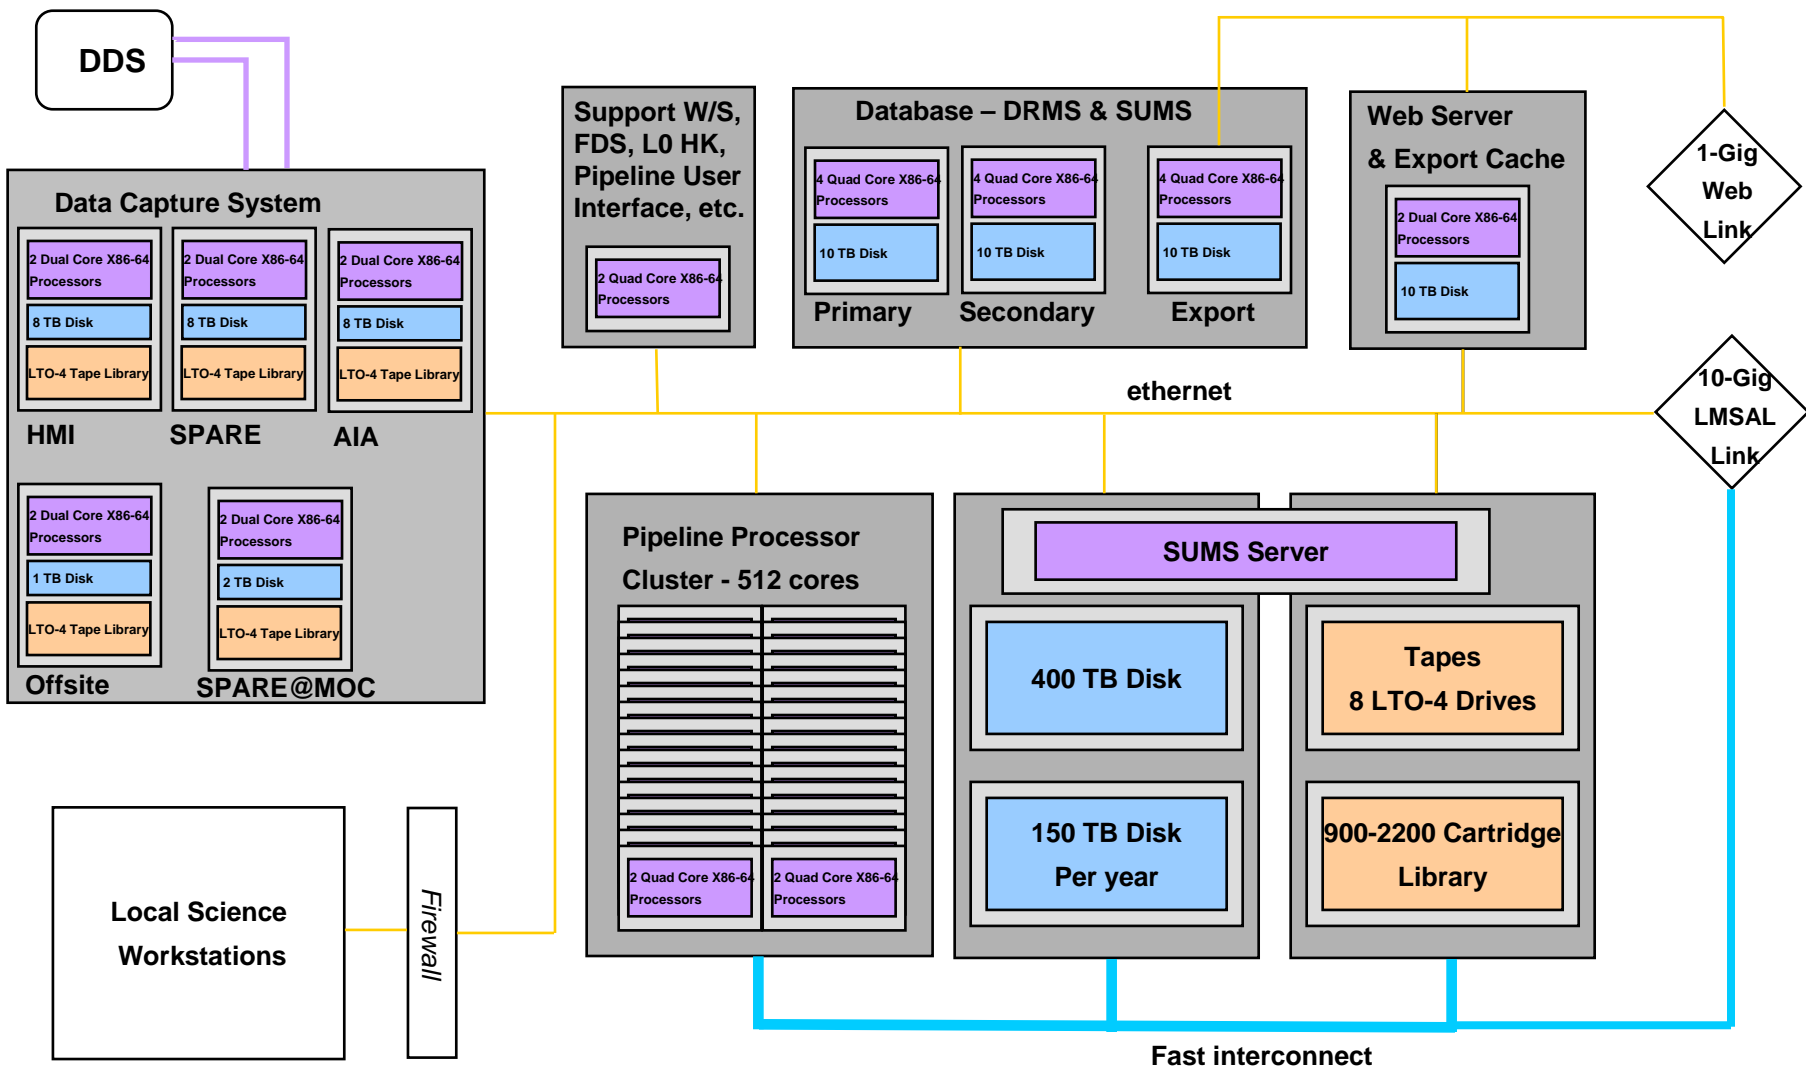 DDS
Data Capture System
2 Dual Core X86-64
Processors
8 TB Disk
LTO-4 Tape Library
HMI
2 Dual Core X86-64
Processors
8 TB Disk
LTO-4 Tape Library
SPARE
2 Dual Core X86-64
Processors
8 TB Disk
LTO-4 Tape Library
AIA
2 Dual Core X86-64
Processors
1 TB Disk
LTO-4 Tape Library
Offsite
2 Dual Core X86-64
Processors
2 TB Disk
LTO-4 Tape Library
SPARE@MOC
Support W/S,
FDS, L0 HK,
Pipeline User
Interface, etc.
2 Quad Core X86-64
Processors
Database – DRMS & SUMS
4 Quad Core X86-64
Processors
10 TB Disk
Primary
4 Quad Core X86-64
Processors
10 TB Disk
Secondary
4 Quad Core X86-64
Processors
10 TB Disk
Export
Web Server
& Export Cache
2 Dual Core X86-64
Processors
10 TB Disk
1-Gig
Web
Link
10-Gig
LMSAL
Link
ethernet
Pipeline Processor
Cluster - 512 cores
2 Quad Core X86-64
Processors
2 Quad Core X86-64
Processors
SUMS Server
400 TB Disk
150 TB Disk
Per year
Tapes
8 LTO-4 Drives
900-2200 Cartridge
Library
Local Science
Workstations
Firewall
Fast interconnect